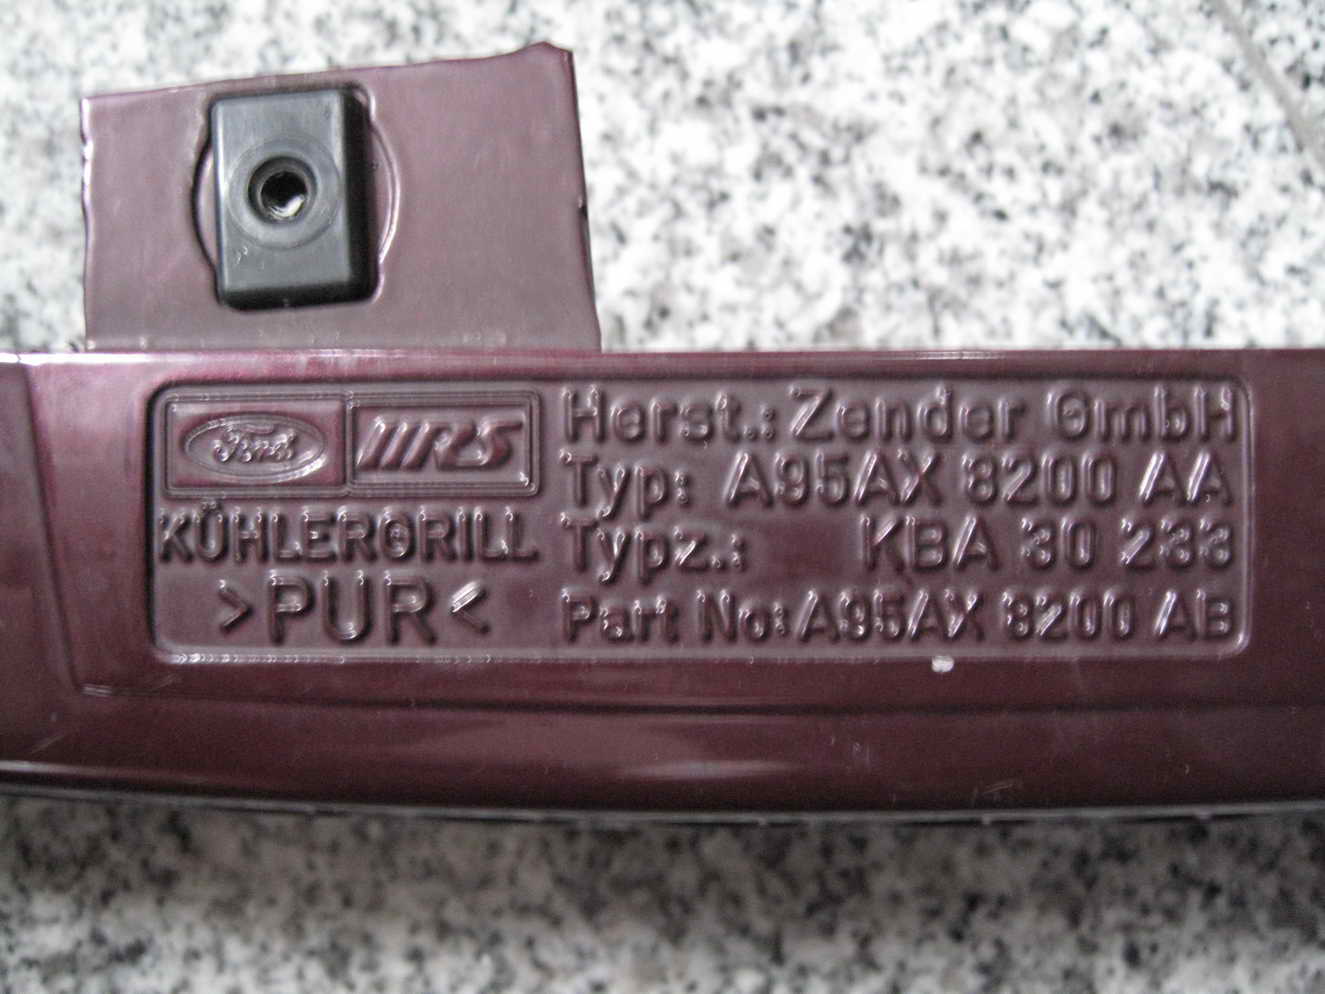 Ford RS
KÜHLERGRILL
>PUR<
Herst.: Zender GmbH
Typ: A95AX 8200 AA
Typz.: KBA 30 233
Part No: A95AX 8200 AB